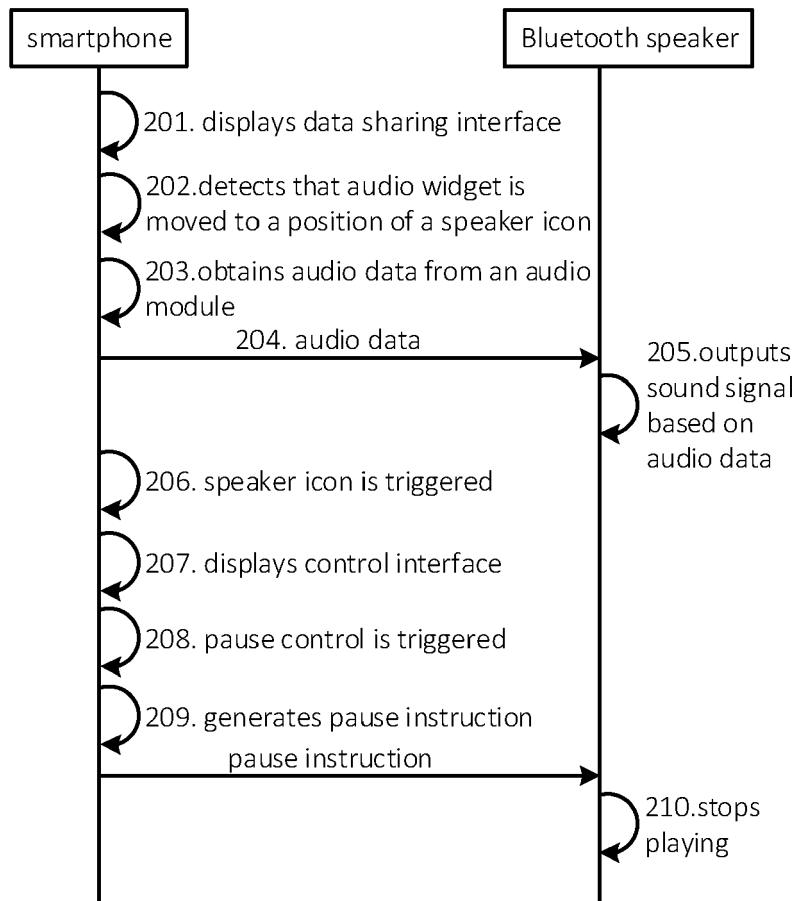 smartphone
Bluetooth speaker
201. displays data sharing interface
202.detects that audio widget is
moved to a position of a speaker icon
203.obtains audio data from an audio
module
204. audio data
205.outputs
sound signal
based on
audio data
206. speaker icon is triggered
207. displays control interface
208. pause control is triggered
209. generates pause instruction
pause instruction
210.stops
playing